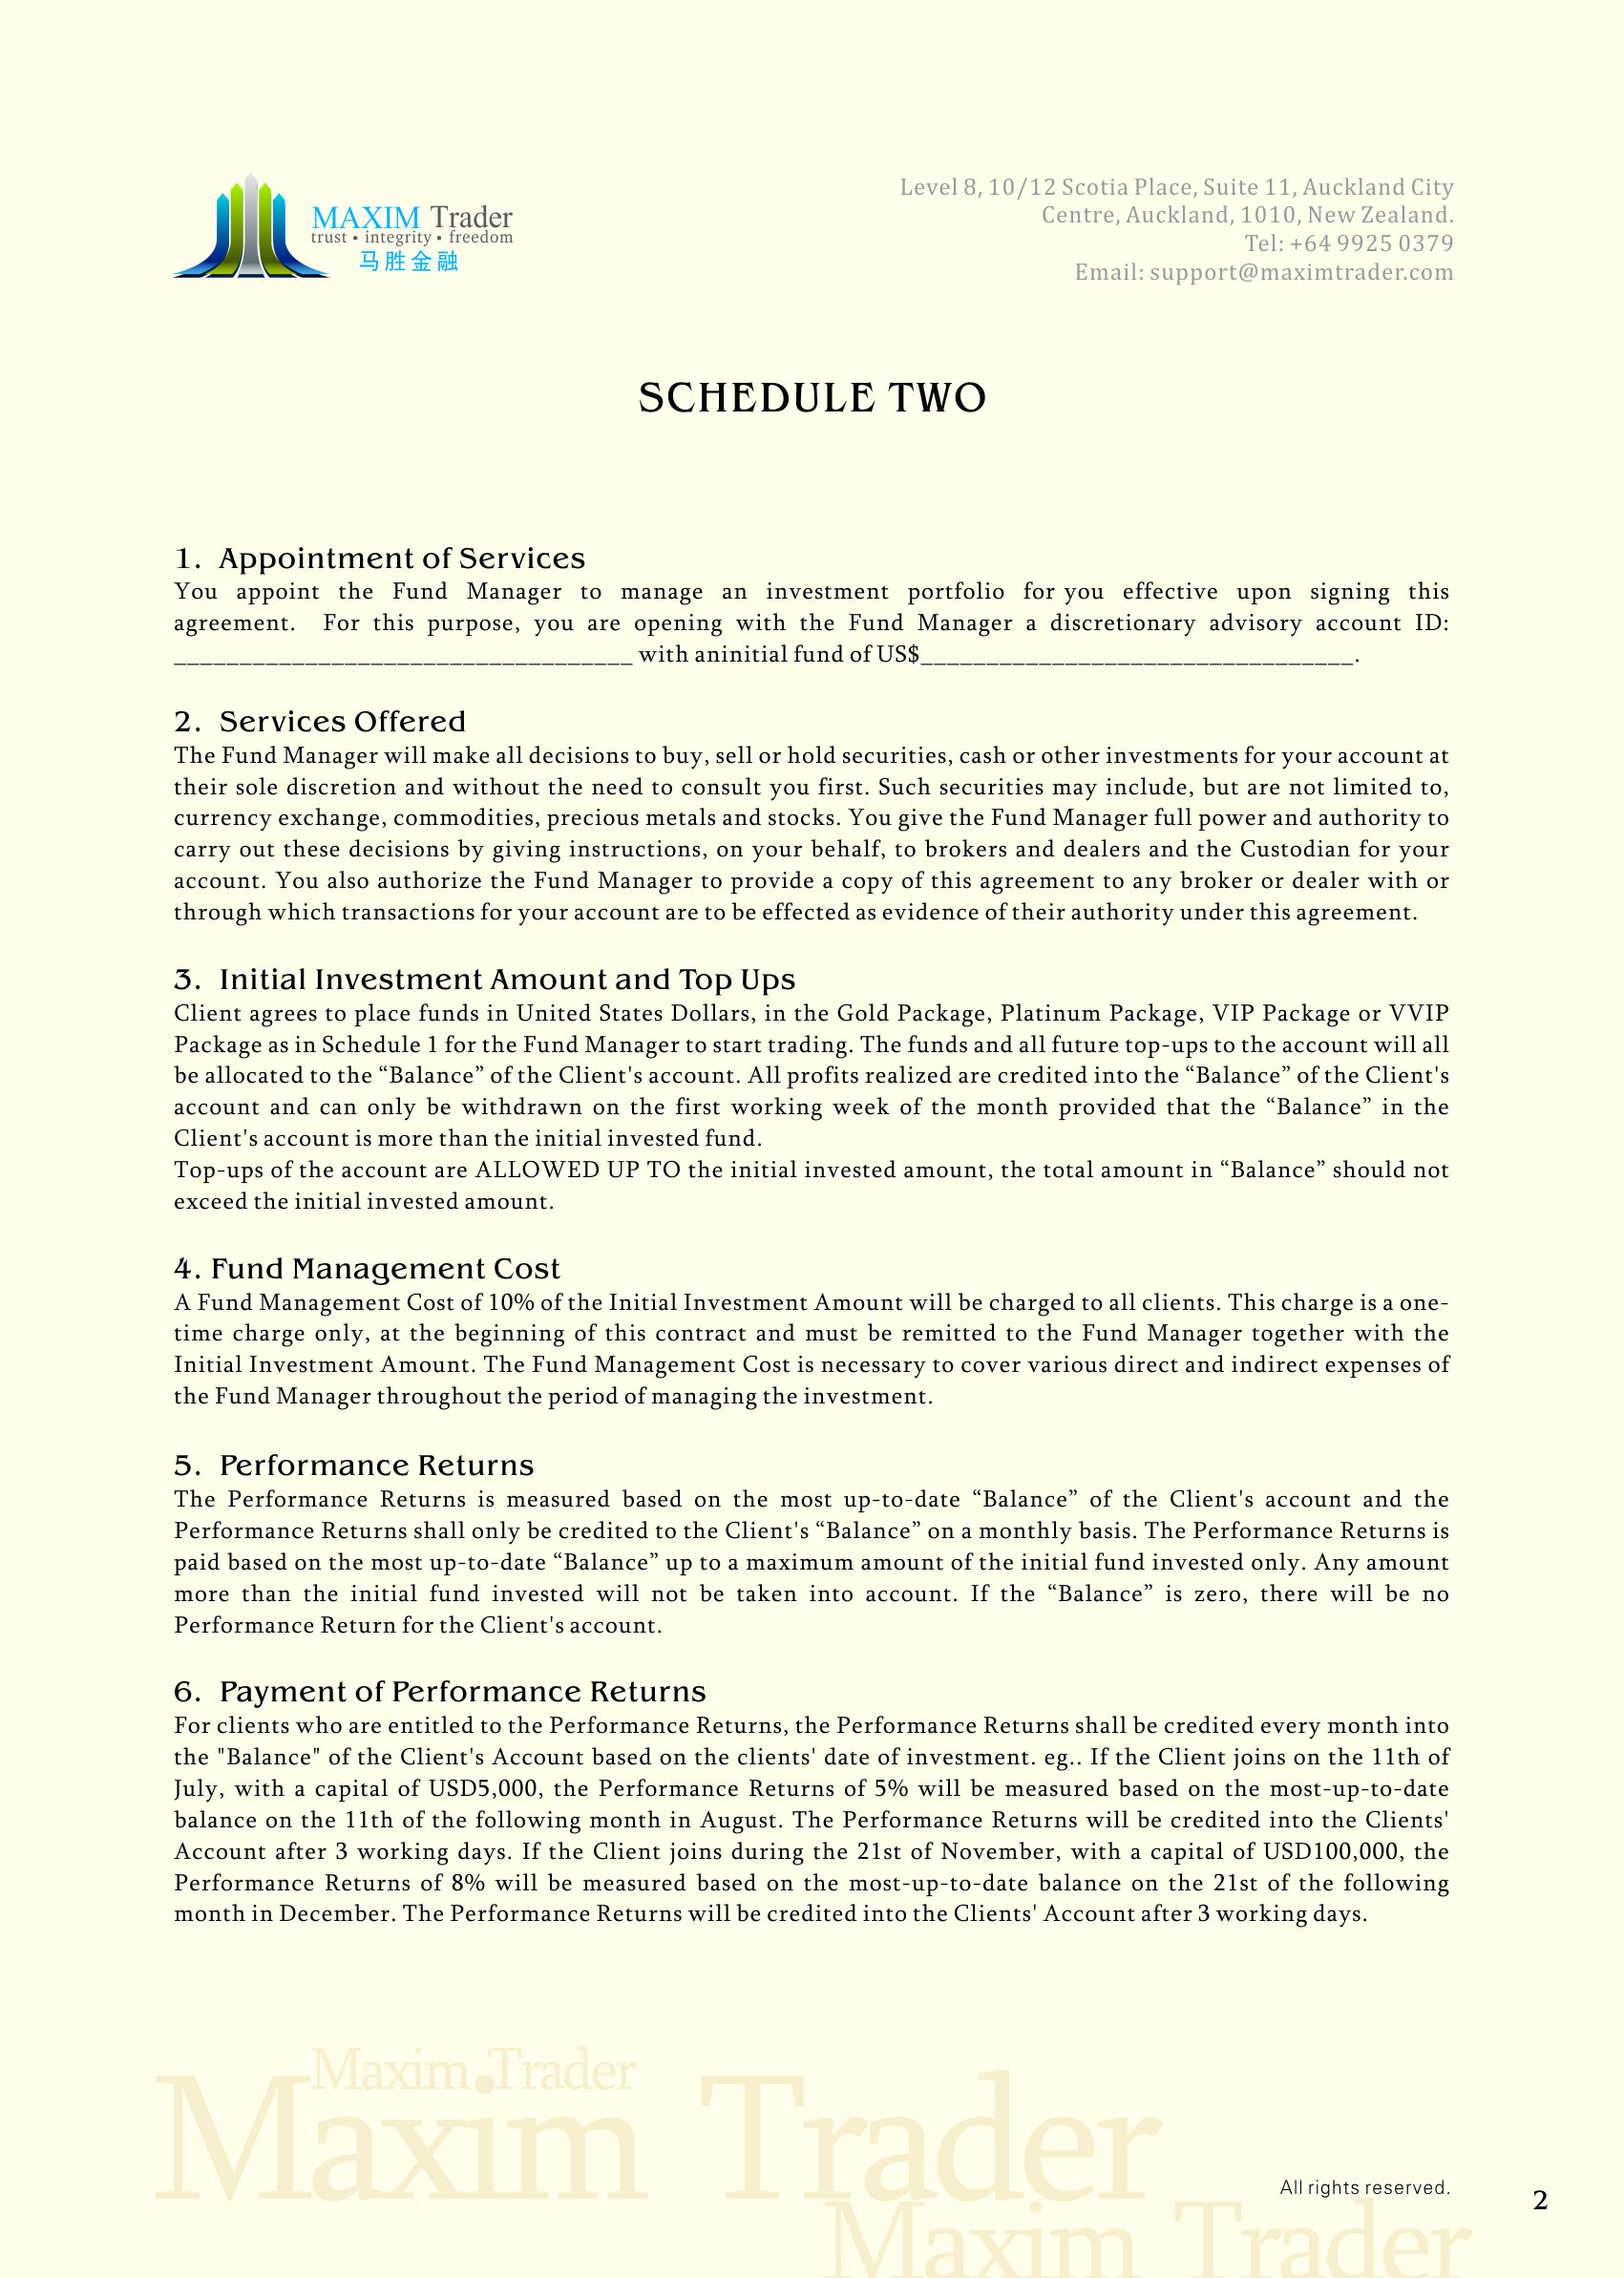 MAXIM Trader
trust • integrity • freedom
马胜金融
Level 8, 10/12 Scotia Place, Suite 11, Auckland City
Centre, Auckland, 1010, New Zealand.
Tel: +64 9925 0379
Email: support@maximtrader.com
SCHEDULE TWO
1. Appointment of Services
You appoint the Fund Manager to manage an investment portfolio for you effective upon signing this
agreement. For this purpose, you are opening with the Fund Manager a discretionary advisory account ID:
___________________________________ with aninitial fund of US$_________________________________.
2. Services Offered
The Fund Manager will make all decisions to buy, sell or hold securities, cash or other investments for your account at
their sole discretion and without the need to consult you first. Such securities may include, but are not limited to,
currency exchange, commodities, precious metals and stocks. You give the Fund Manager full power and authority to
carry out these decisions by giving instructions, on your behalf, to brokers and dealers and the Custodian for your
account. You also authorize the Fund Manager to provide a copy of this agreement to any broker or dealer with or
through which transactions for your account are to be effected as evidence of their authority under this agreement.
3. Initial Investment Amount and Top Ups
Client agrees to place funds in United States Dollars, in the Gold Package, Platinum Package, VIP Package or VVIP
Package as in Schedule 1 for the Fund Manager to start trading. The funds and all future top-ups to the account will all
be allocated to the “Balance” of the Client's account. All profits realized are credited into the “Balance” of the Client's
account and can only be withdrawn on the first working week of the month provided that the “Balance” in the
Client's account is more than the initial invested fund.
Top-ups of the account are ALLOWED UP TO the initial invested amount, the total amount in “Balance” should not
exceed the initial invested amount.
4. Fund Management Cost
A Fund Management Cost of 10% of the Initial Investment Amount will be charged to all clients. This charge is a one-
time charge only, at the beginning of this contract and must be remitted to the Fund Manager together with the
Initial Investment Amount. The Fund Management Cost is necessary to cover various direct and indirect expenses of
the Fund Manager throughout the period of managing the investment.
5. Performance Returns
The Performance Returns is measured based on the most up-to-date “Balance” of the Client's account and the
Performance Returns shall only be credited to the Client's “Balance” on a monthly basis. The Performance Returns is
paid based on the most up-to-date “Balance” up to a maximum amount of the initial fund invested only. Any amount
more than the initial fund invested will not be taken into account. If the “Balance” is zero, there will be no
Performance Return for the Client's account.
6. Payment of Performance Returns
For clients who are entitled to the Performance Returns, the Performance Returns shall be credited every month into
the "Balance" of the Client's Account based on the clients' date of investment. eg.. If the Client joins on the 11th of
July, with a capital of USD5,000, the Performance Returns of 5% will be measured based on the most-up-to-date
balance on the 11th of the following month in August. The Performance Returns will be credited into the Clients'
Account after 3 working days. If the Client joins during the 21st of November, with a capital of USD100,000, the
Performance Returns of 8% will be measured based on the most-up-to-date balance on the 21st of the following
month in December. The Performance Returns will be credited into the Clients' Account after 3 working days.
Maxim Trader
Maxim Trader
All rights reserved.
2
Maxim Trader